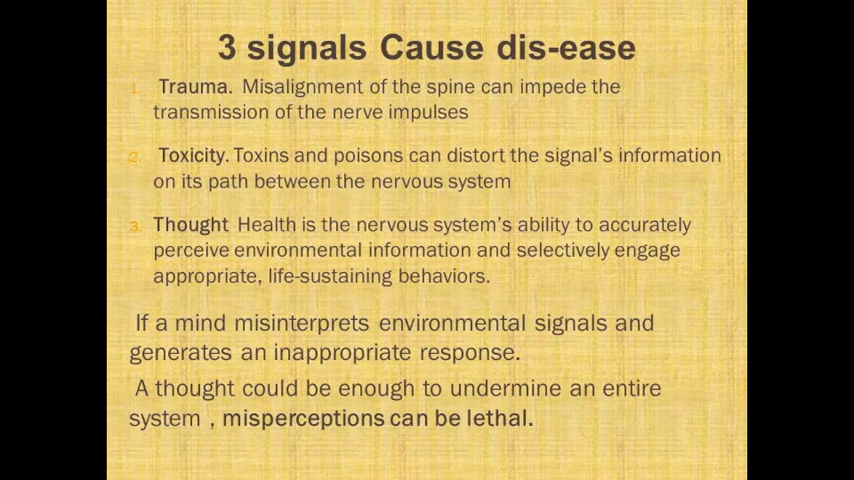 3 signals Cause dis-ease
1. Trauma. Misalignment of the spine can impede the
transmission of the nerve impulses
2. Toxicity. Toxins and poisons can distort the signal's information
on its path between the nervous system
3. Thought Health is the nervous system's ability to accurately
perceive environmental information and selectively engage
appropriate, life-sustaining behaviors.
If a mind misinterprets environmental signals and
generates an inappropriate response.
A thought could be enough to undermine an entire
system , misperceptions can be lethal.